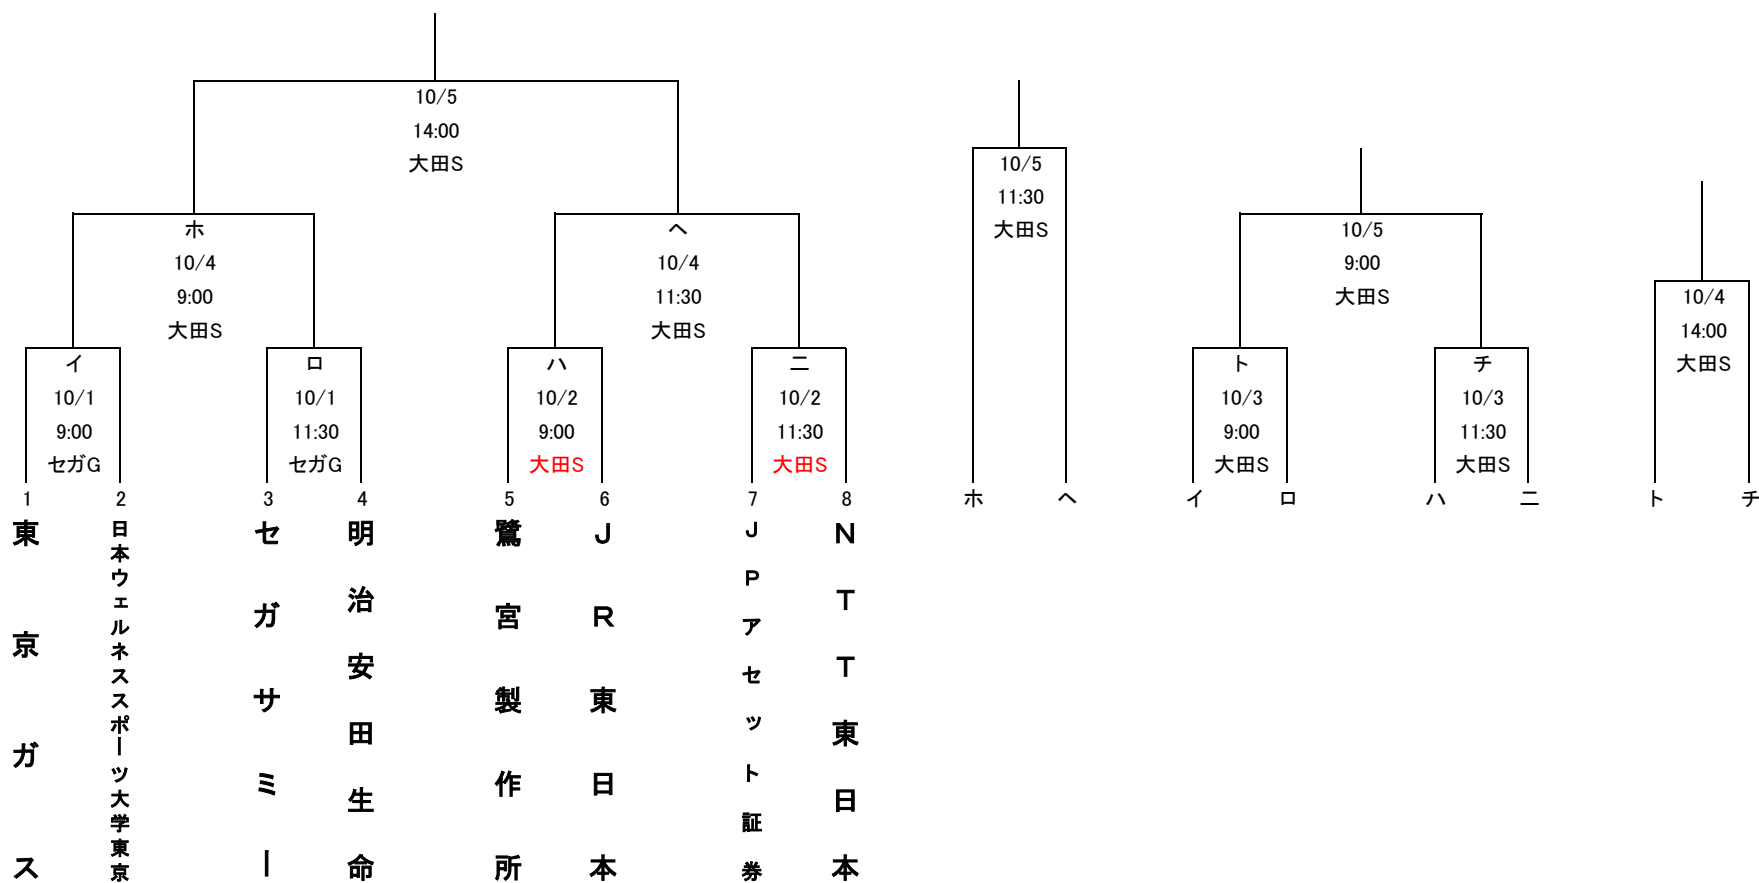 10/5
14:00
大田S
ホ
10/4
9:00
大田S
ヘ
10/4
11:30
大田S
イ
10/1
9:00
セガG
ロ
10/1
11:30
セガG
ハ
10/2
9:00
大田S
ニ
10/2
11:30
大田S
1
2
3
4
5
6
7
8
東京ガス
日本ウェルネススポーツ大学東京
セガサミー
明治安田生命
鷺宮製作所
JR東日本
JPアセット証券
NTT東日本
10/5
11:30
大田S
ホ
ヘ
10/5
9:00
大田S
ト
10/3
9:00
大田S
チ
10/3
11:30
大田S
イ
ロ
ハ
ニ
10/4
14:00
大田S
ト
チ